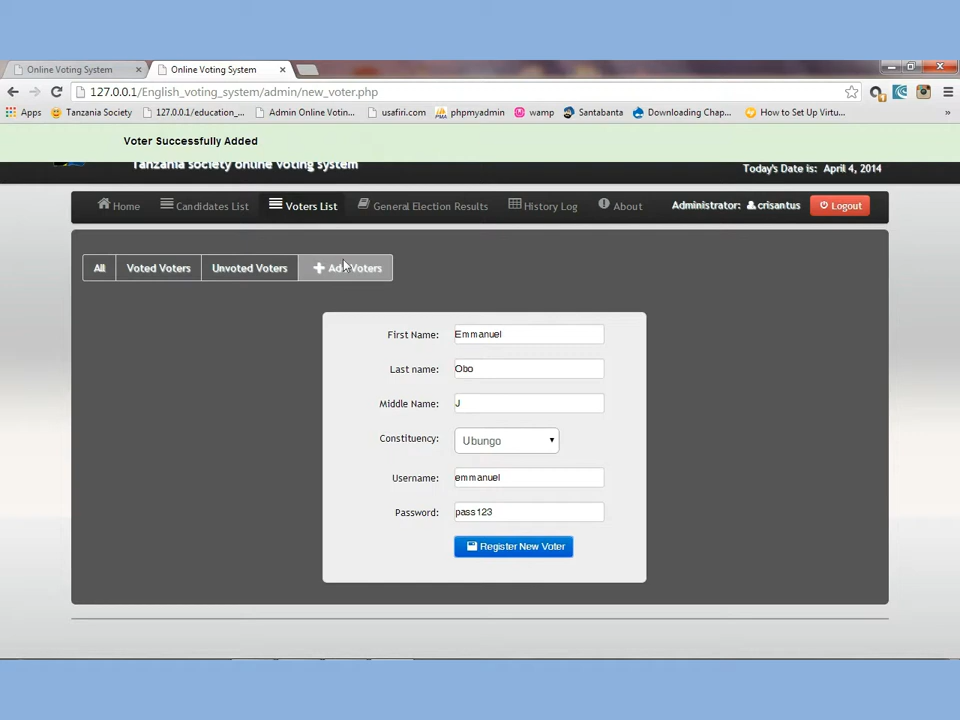 Online Voting System
Online Voting System
127.0.0.1/English_voting_system/admin/new_voter.php
Apps Tanzania Society 127.0.0.1/education_ Admin Online Votin... usafiri.com phpmyadmin wamp Santabanta Downloading Chap... How to Set Up Virtu... »
Voter Successfully Added
Tanzania society online voting system
Today's Date is: April 4, 2014
Home Candidates List Voters List General Election Results History Log About Administrator: crisantus Logout
All Voted Voters Unvoted Voters Add Voters
First Name: Emmanuel
Last name: Obo
Middle Name: J
Constituency: Ubungo
Username: emmanuel
Password: pass123
Register New Voter